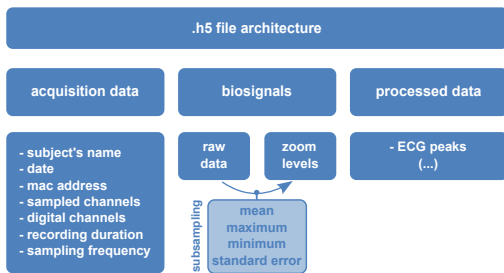 .h5 file architecture
acquisition data
biosignals
processed data
- subject's name
- date
- mac address
- sampled channels
- digital channels
- recording duration
- sampling frequency
raw
data
zoom
levels
subsampling
mean
maximum
minimum
standard error
- ECG peaks
(...)